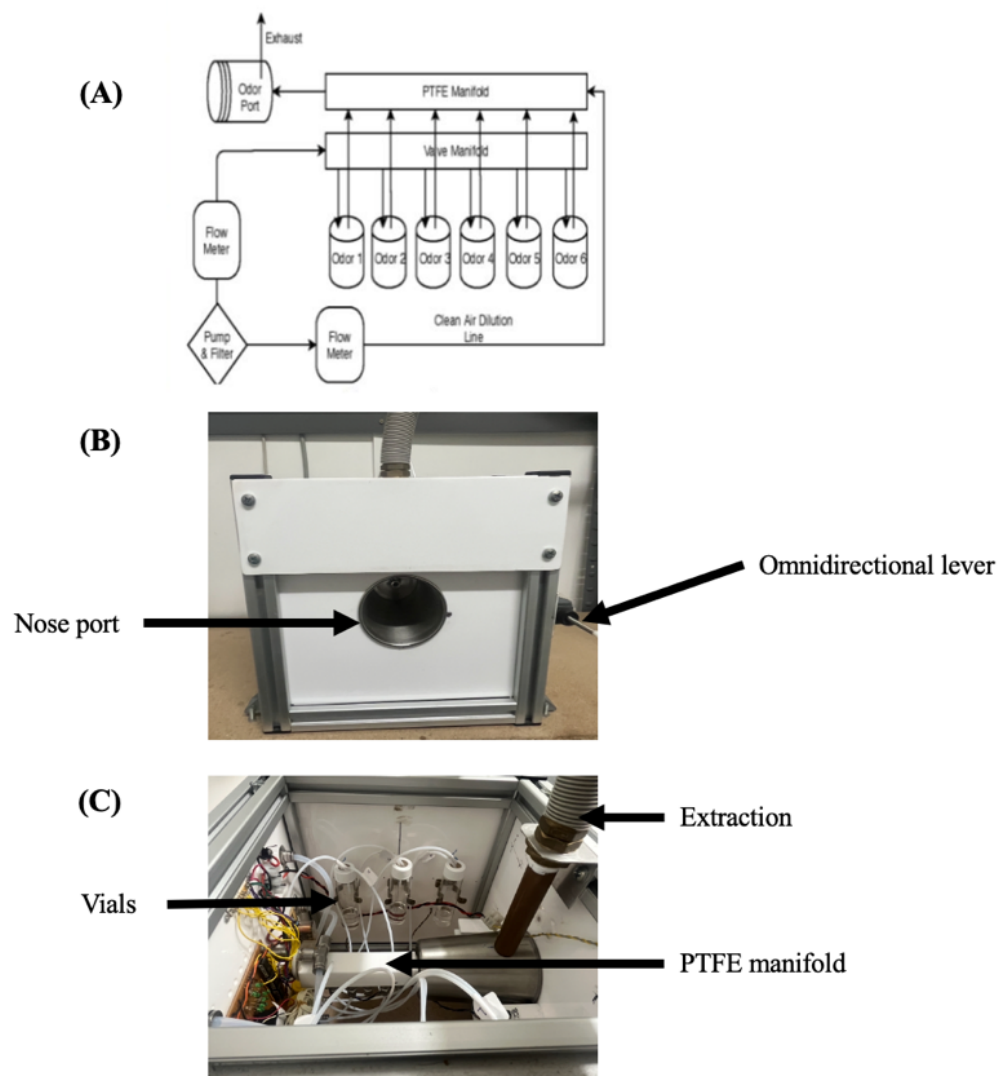 (A)
Exhaust
Odor
Port
PTFE Manifold
Valve Manifold
Flow
Meter
Odor 1
Odor 2
Odor 3
Odor 4
Odor 5
Odor 6
Pump
& Filter
Flow
Meter
Clean Air Dilution
Line
(B)
Omnidirectional lever
Nose port
(C)
Extraction
Vials
PTFE manifold